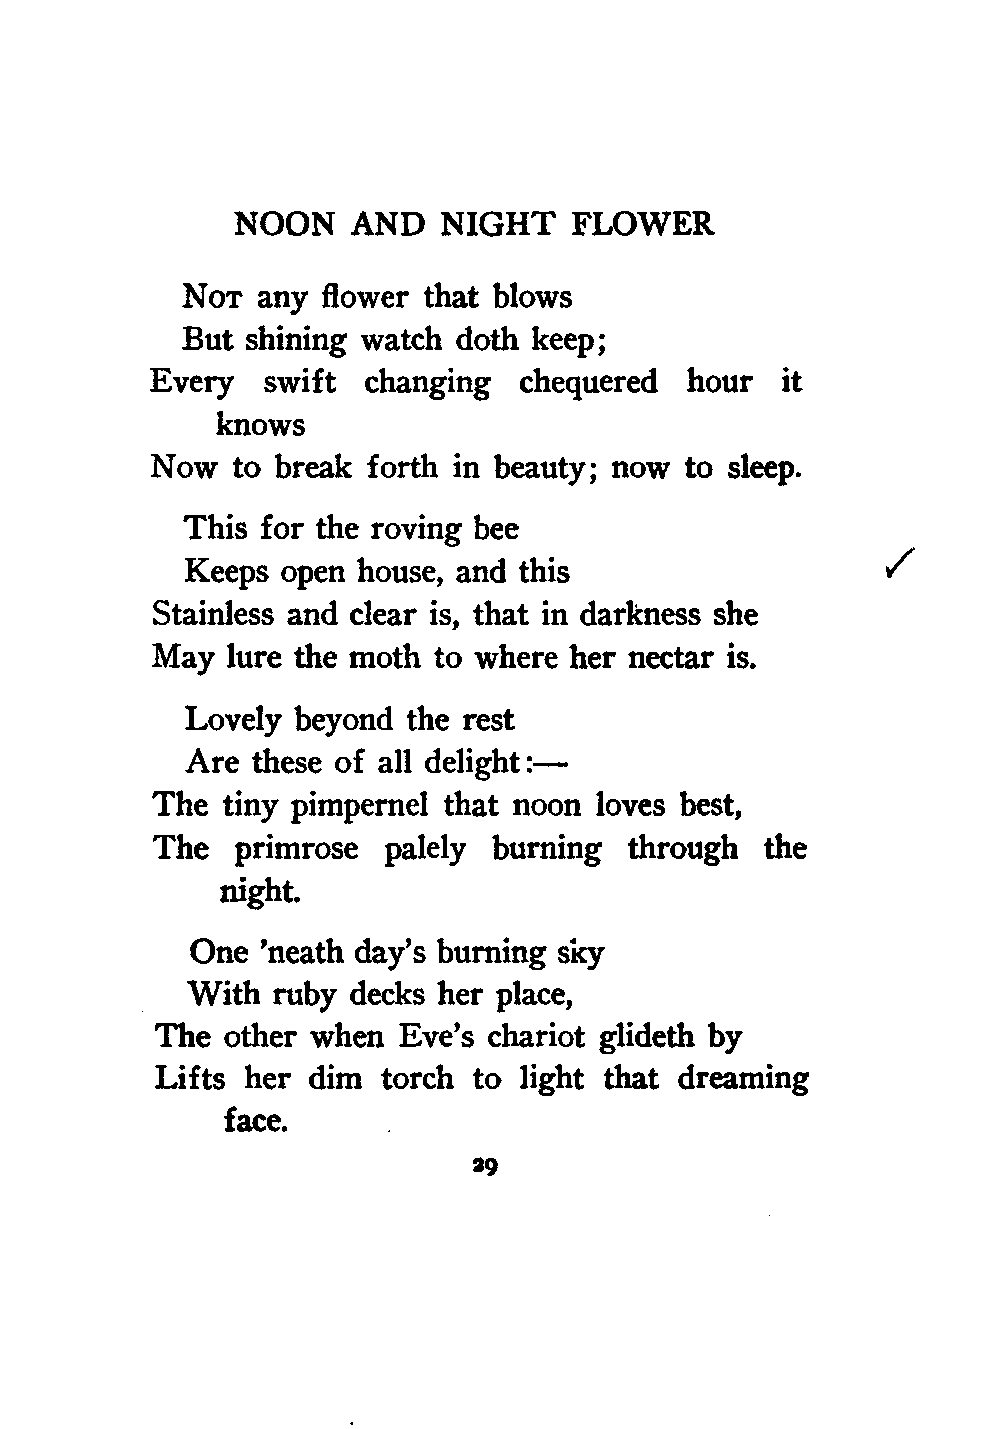 NOON AND NIGHT FLOWER
NOT any flower that blows
But shining watch doth keep;
Every swift changing chequered hour it
knows
Now to break forth in beauty; now to sleep.
This for the roving bee
Keeps open house, and this
Stainless and clear is, that in darkness she
May lure the moth to where her nectar is.
Lovely beyond the rest
Are these of all delight:—
The tiny pimpernel that noon loves best,
The primrose palely burning through the
night.
One ’neath day’s burning sky
With ruby decks her place,
The other when Eve’s chariot glideth by
Lifts her dim torch to light that dreaming
face.
29